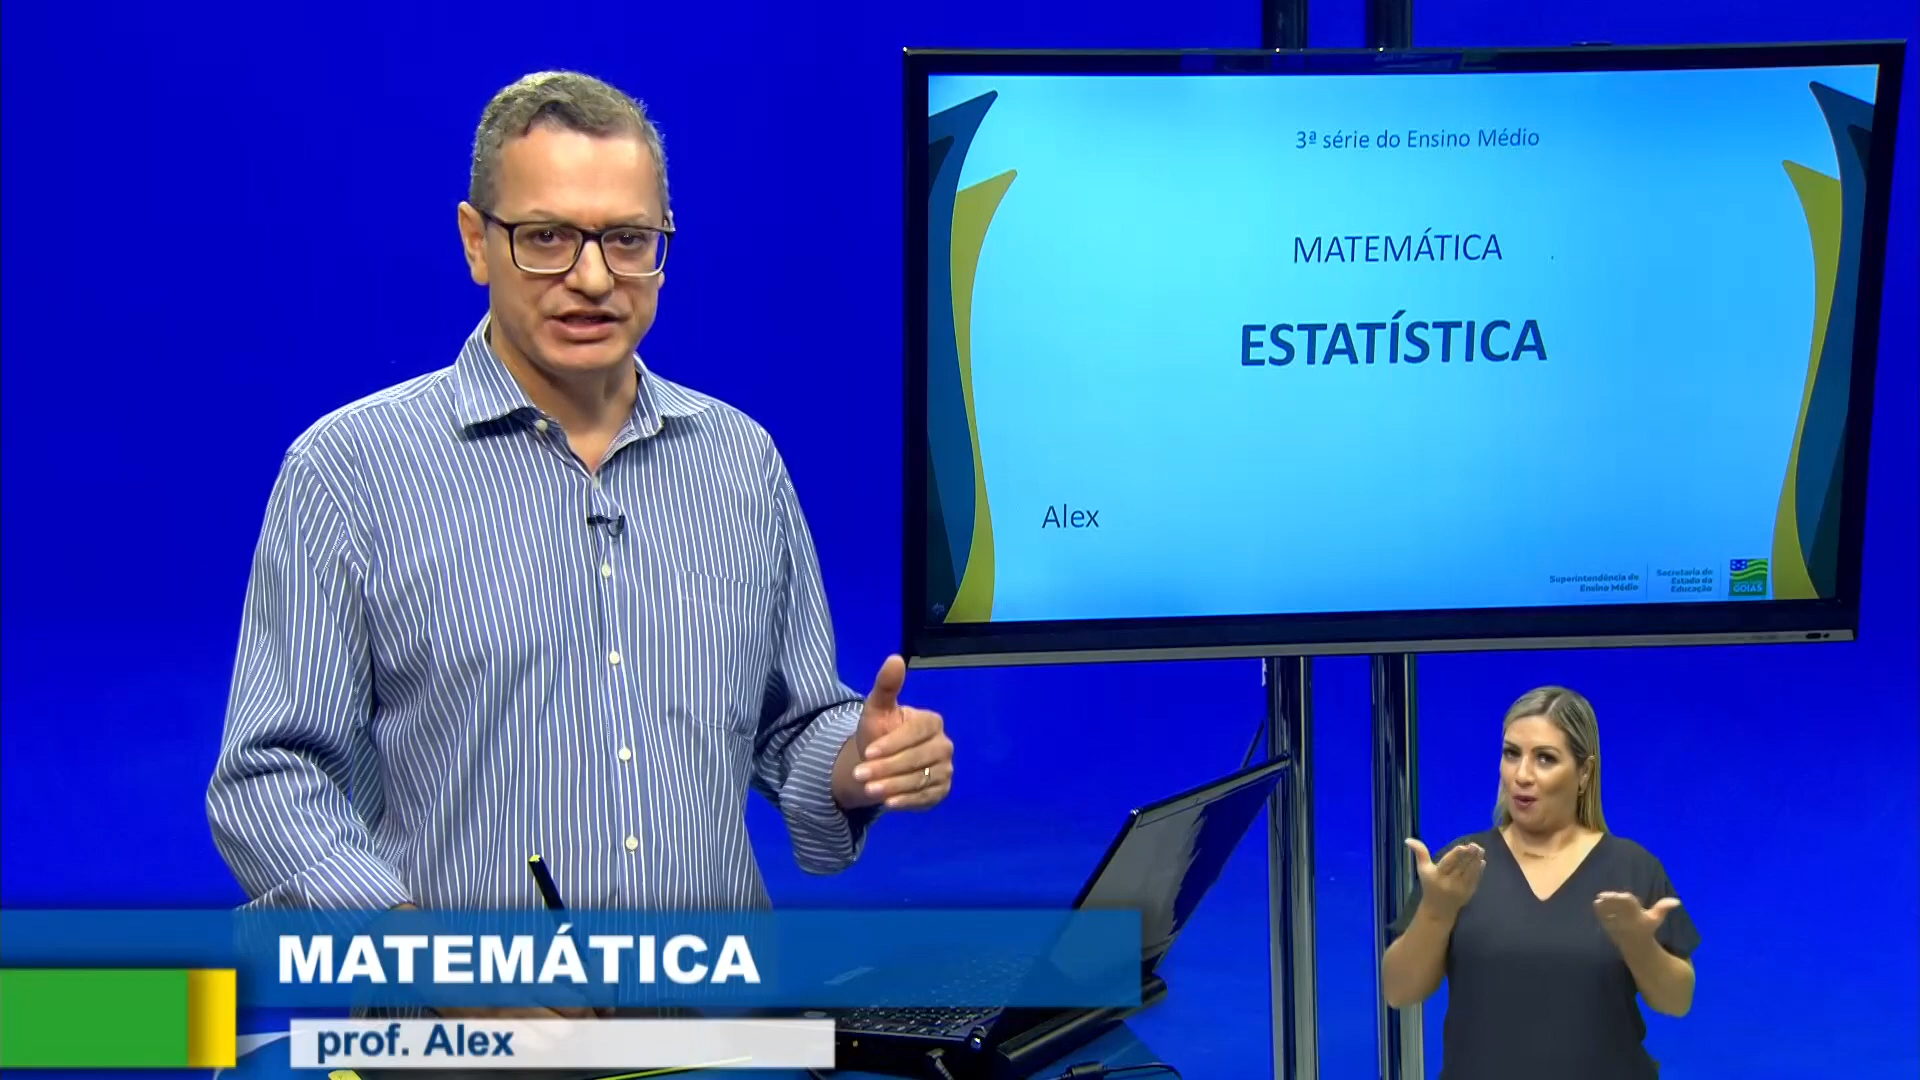 3ª série do Ensino Médio
MATEMÁTICA
ESTATÍSTICA
Alex
Superintendência de
Ensino Médio
Secretaria de
Estado da
Educação
GOIÁS
MATEMÁTICA
prof. Alex